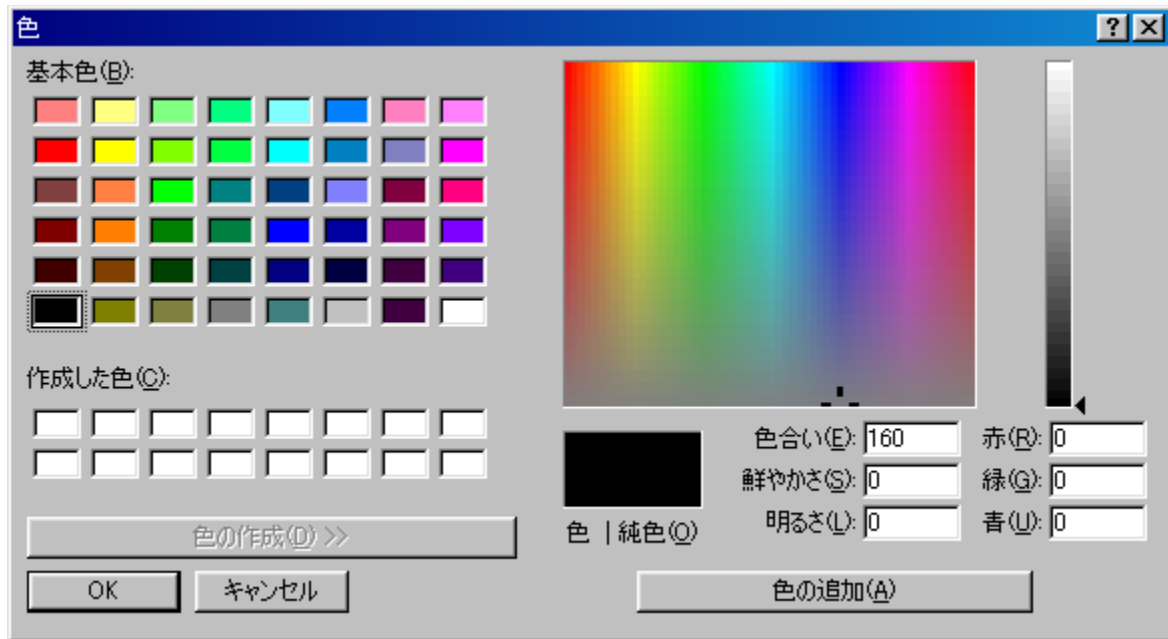 色
基本色(B):
作成した色(C):
色の作成(D) >>
OK
キャンセル
色 | 純色(O)
色合い(E): 160
鮮やかさ(S): 0
明るさ(L): 0
赤(R): 0
緑(G): 0
青(U): 0
色の追加(A)